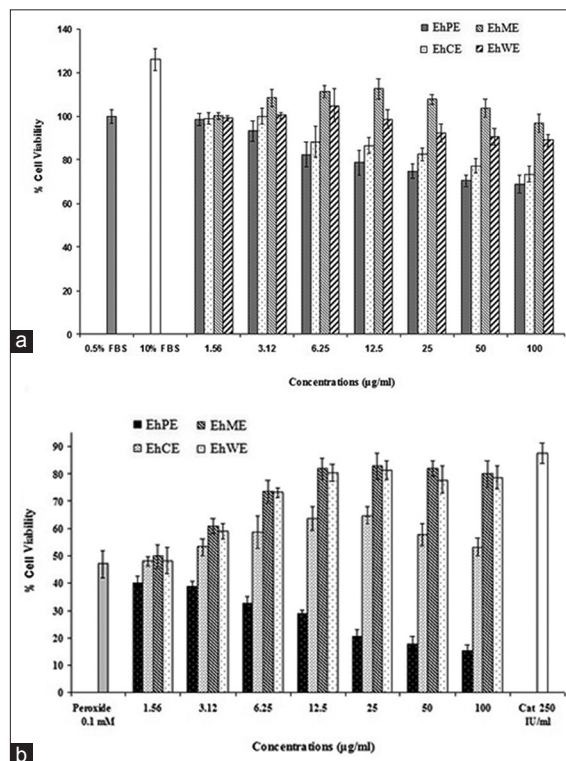 a
140
120
100
80
60
40
20
0
% Cell Viability
EhPE
EhME
EhCE
EhWE
0.5% FBS
10% FBS
1.56
3.12
6.25
12.5
25
50
100
Concentrations (µg/ml)
b
90
80
70
60
50
40
30
20
10
0
% Cell Viability
EhPE
EhME
EhCE
EhWE
Peroxide
0.1 mM
1.56
3.12
6.25
12.5
25
50
100
Cat 250
IU/ml
Concentrations (µg/ml)